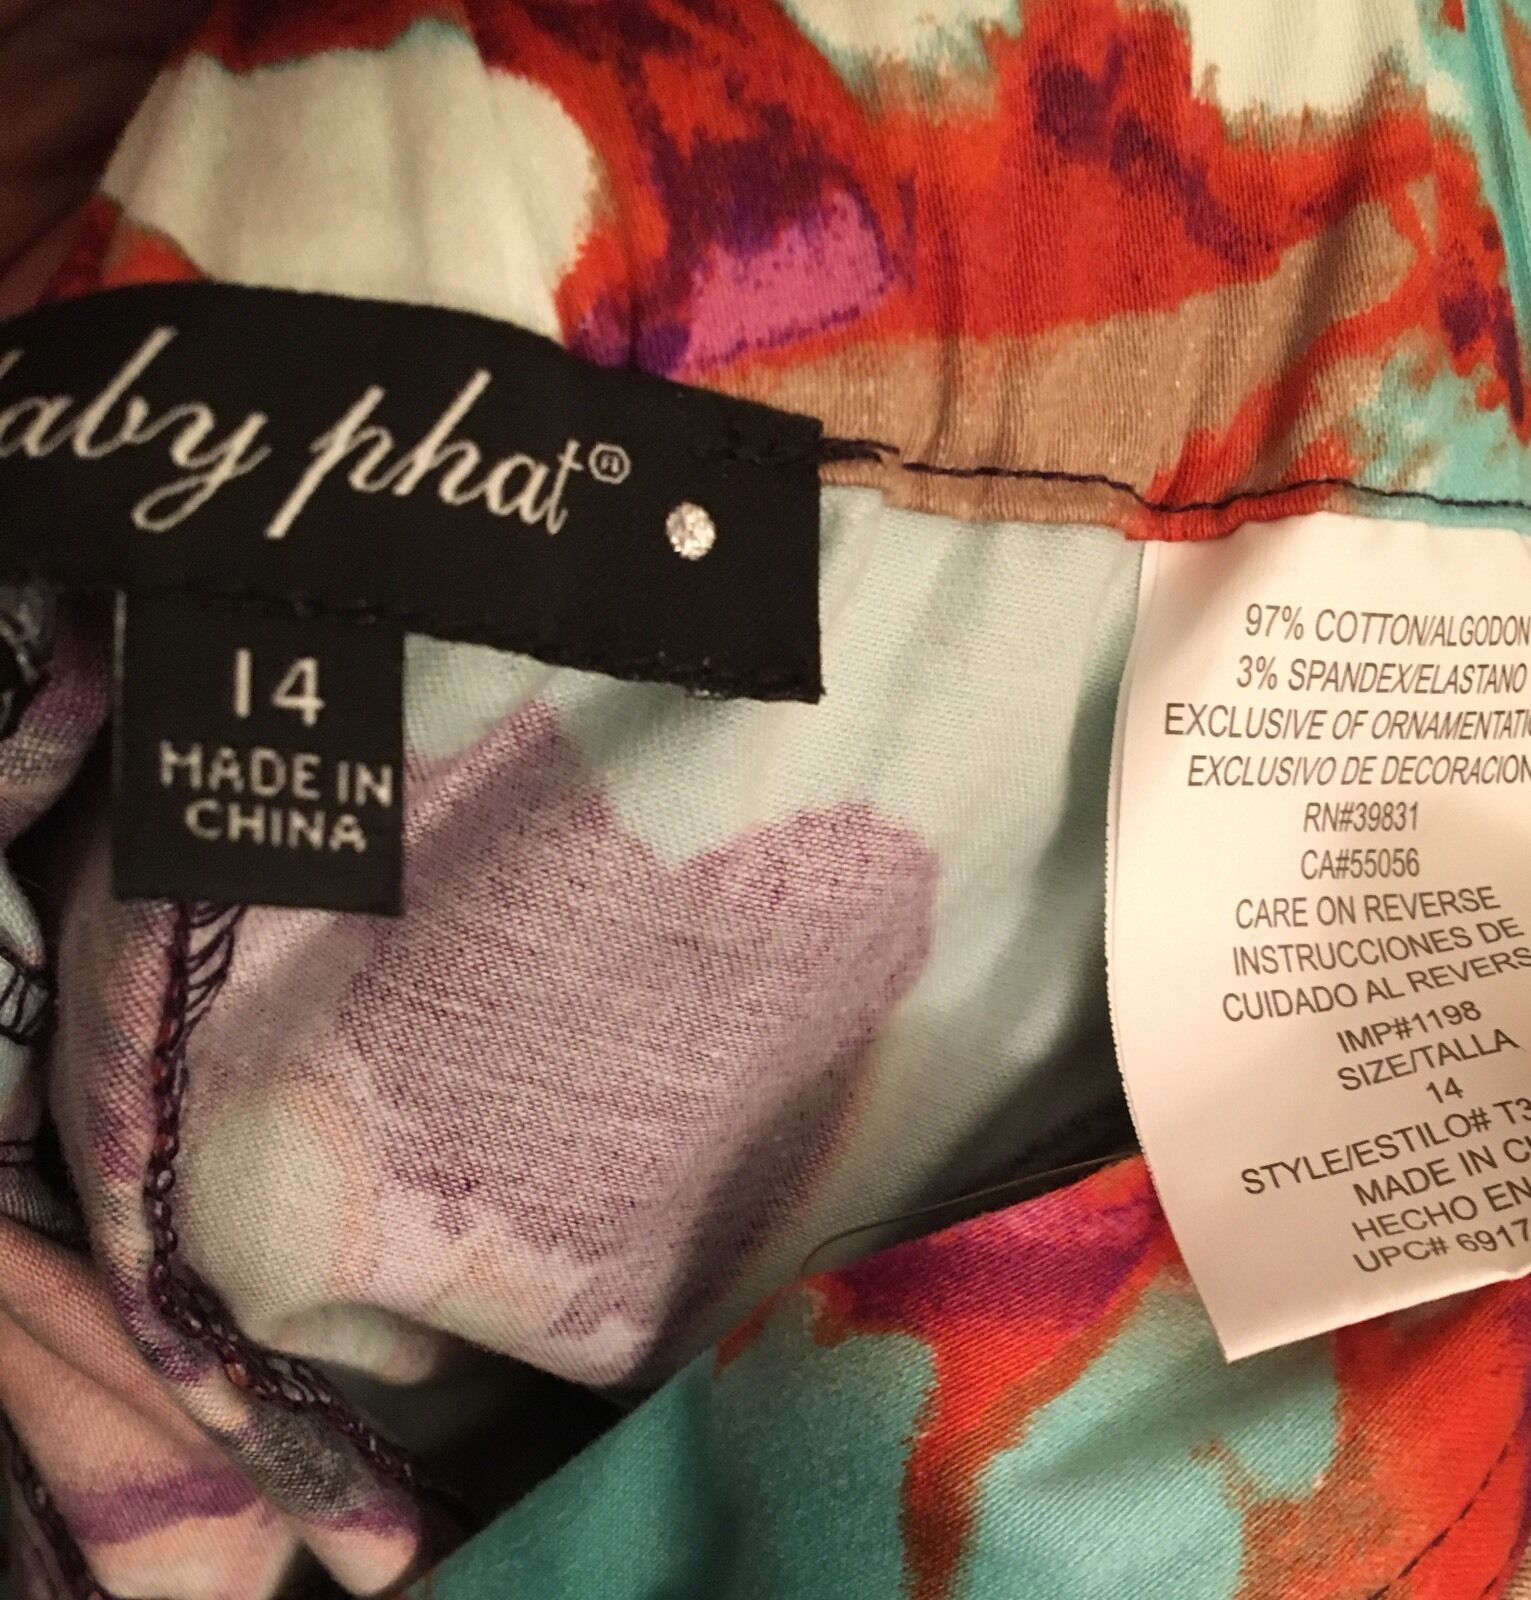 baby phat®
14
MADE IN
CHINA
97% COTTON/ALGODON
3% SPANDEX/ELASTANO
EXCLUSIVE OF ORNAMENTATIO
EXCLUSIVO DE DECORACION
RN#39831
CA#55056
CARE ON REVERSE
INSTRUCCIONES DE
CUIDADO AL REVERS
IMP#1198
SIZE/TALLA
14
STYLE/ESTILO# T3
MADE IN C
HECHO EN
UPC# 6917